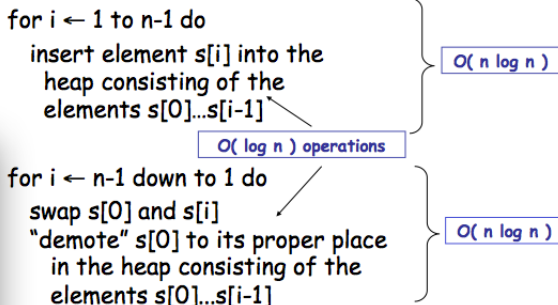 for i ← 1 to n-1 do
insert element s[i] into the
heap consisting of the
elements s[0]...s[i-1]
O( n log n )
O( log n ) operations
for i ← n-1 down to 1 do
swap s[0] and s[i]
“demote” s[0] to its proper place
in the heap consisting of the
elements s[0]...s[i-1]
O( n log n )